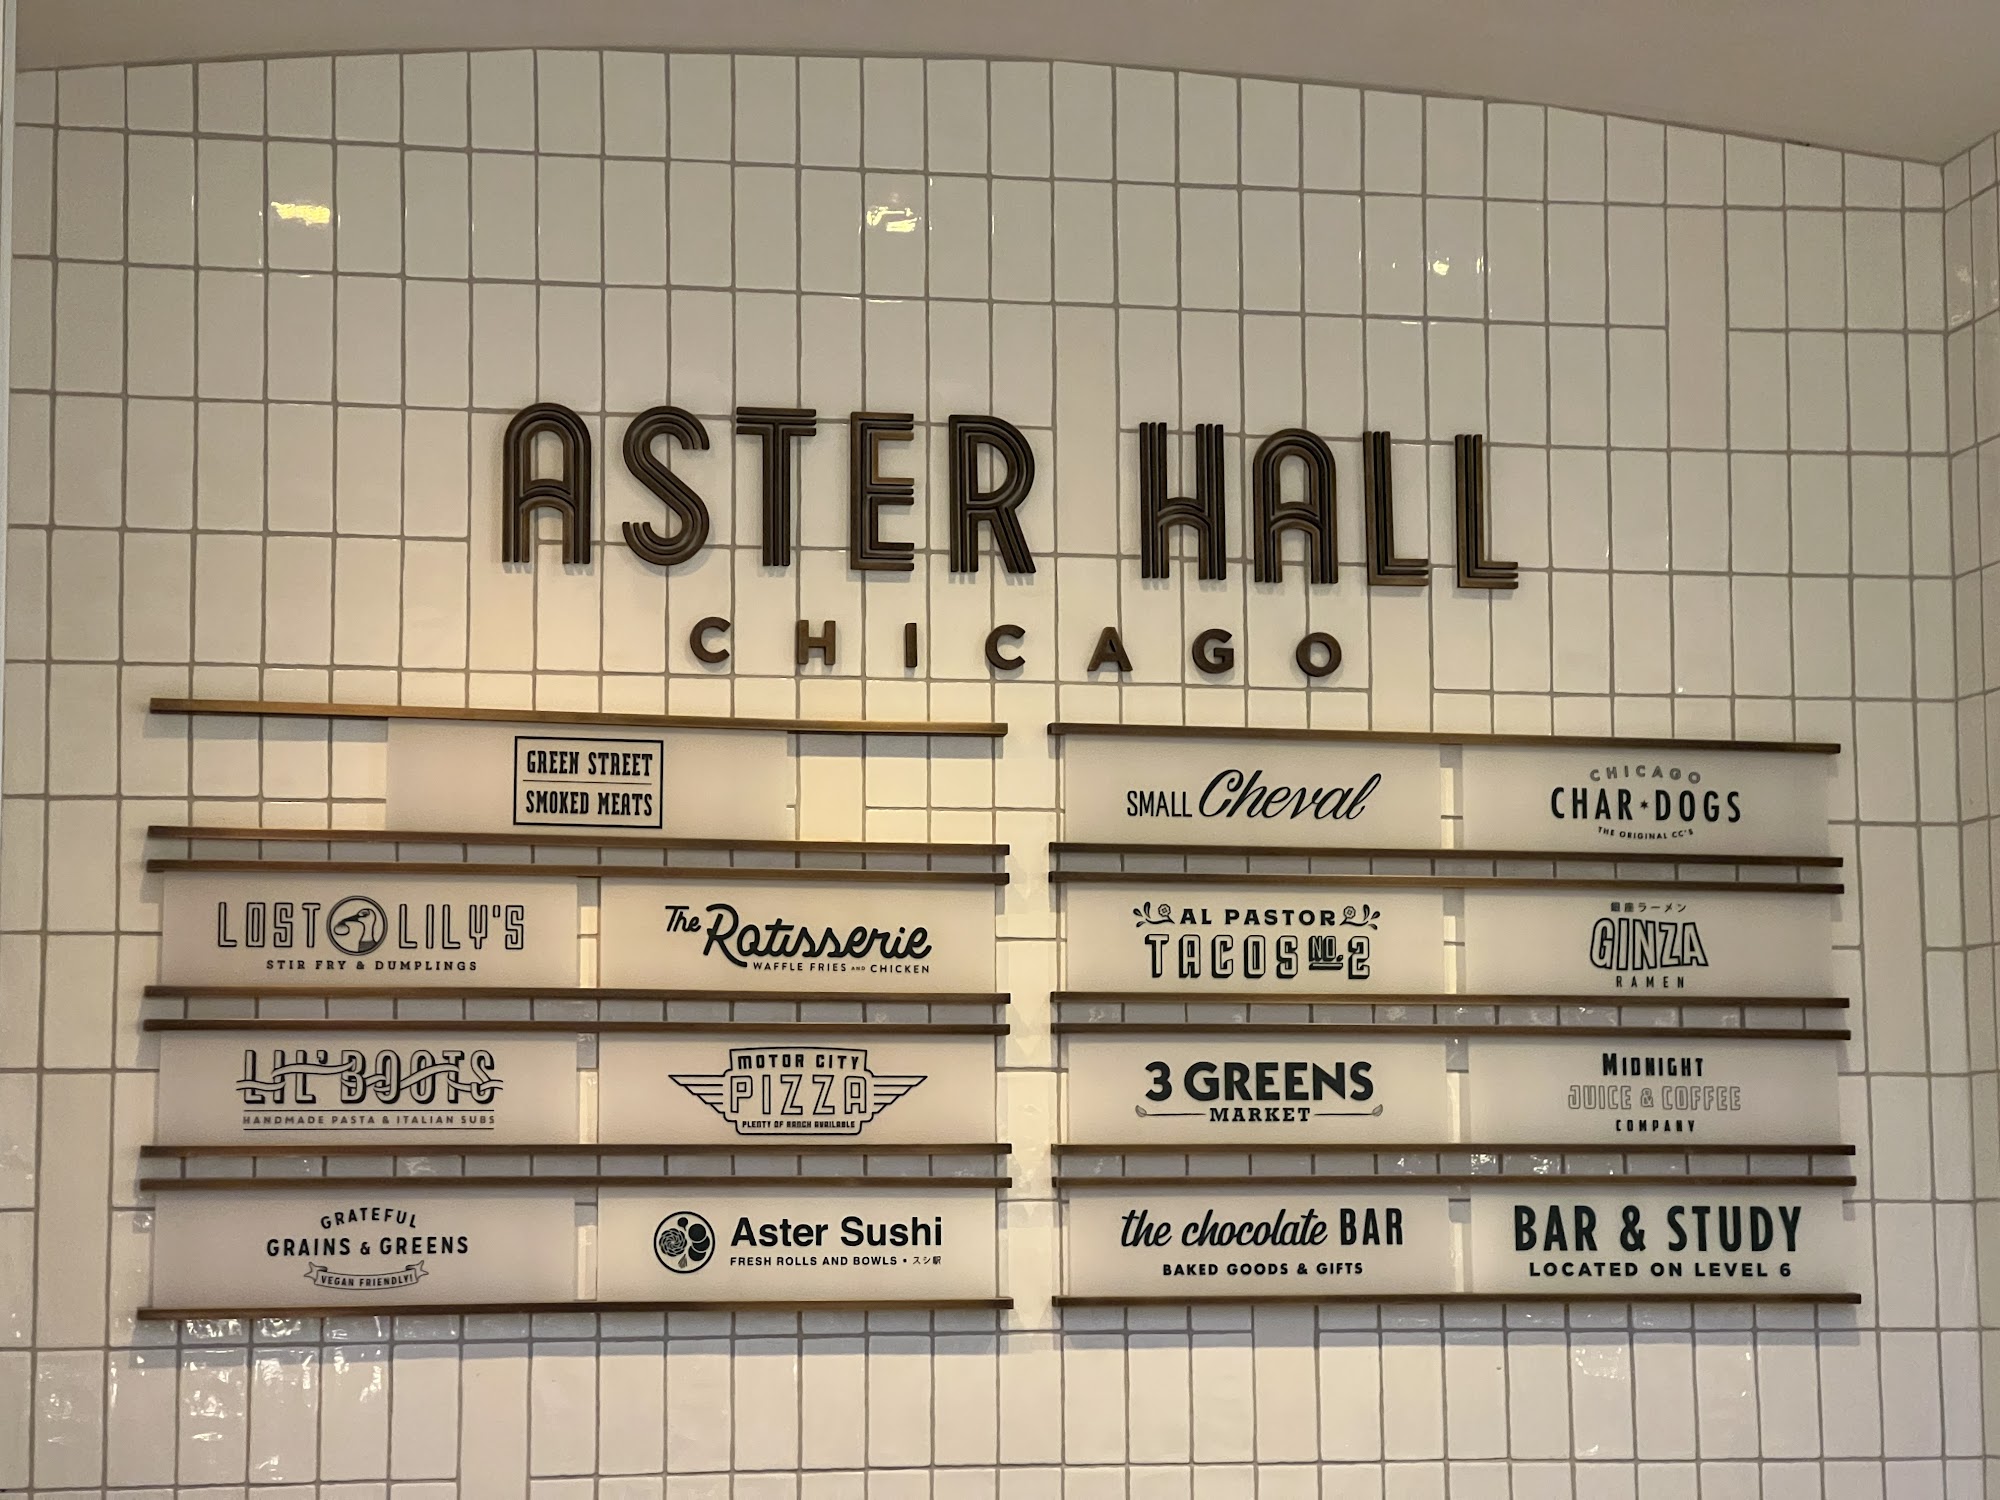 ASTER HALL
CHICAGO
GREEN STREET
SMOKED MEATS
LOST LILY'S
STIR FRY & DUMPLINGS
The Rotisserie
WAFFLE FRIES AND CHICKEN
LIL' BOOTS
HANDMADE PASTA & ITALIAN SUBS
MOTOR CITY
PIZZA
PLENTY OF RANCH AVAILABLE
GRATEFUL
GRAINS & GREENS
VEGAN FRIENDLY!
Aster Sushi
FRESH ROLLS AND BOWLS • スシ駅
SMALL Cheval
CHICAGO
CHAR★DOGS
THE ORIGINAL CC'S
AL PASTOR
TACOS NO. 2
銀座ラーメン
GINZA
RAMEN
3 GREENS
MARKET
MIDNIGHT
JUICE & COFFEE
COMPANY
the chocolate BAR
BAKED GOODS & GIFTS
BAR & STUDY
LOCATED ON LEVEL 6